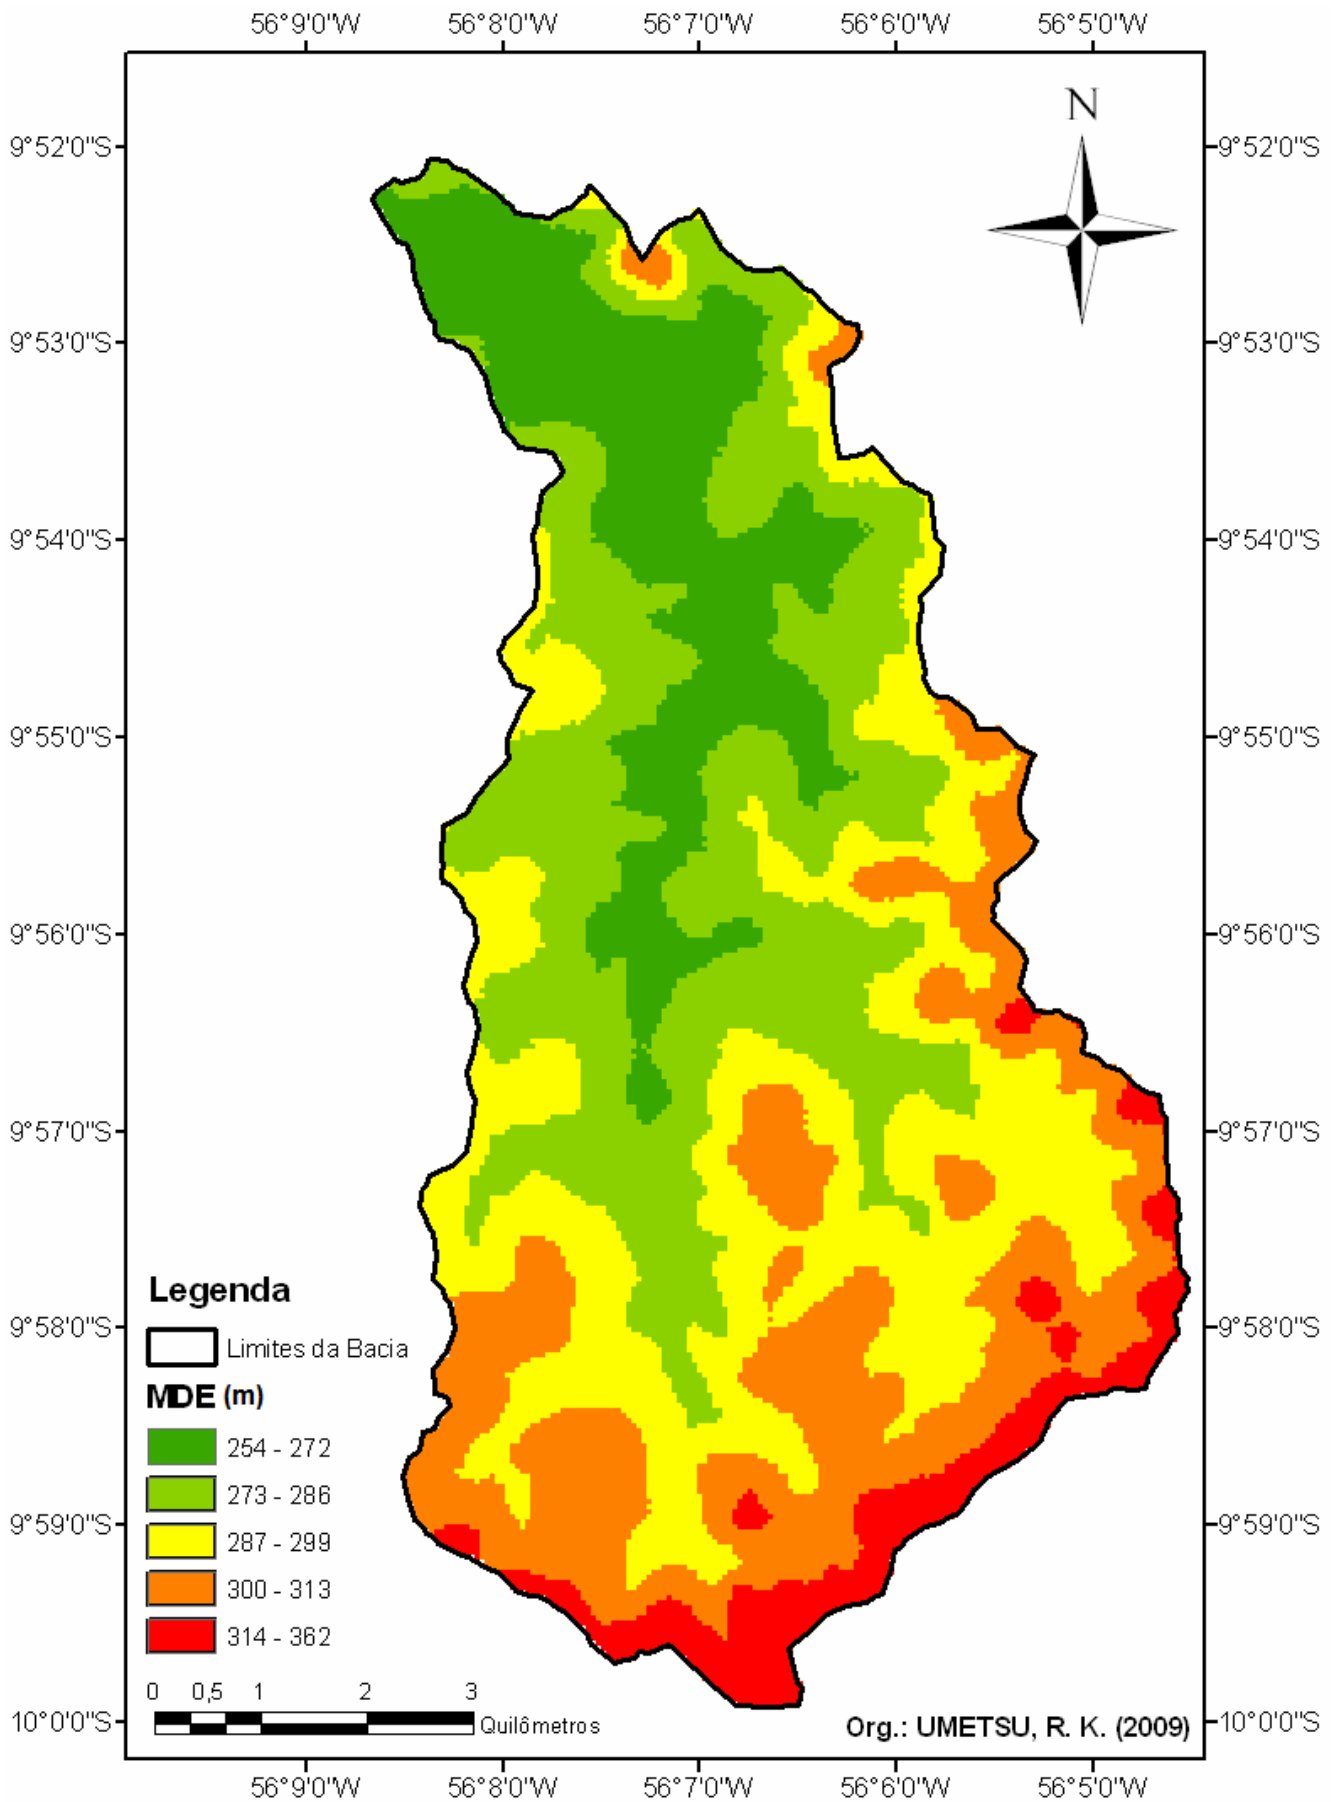 56°9'0"W 56°8'0"W 56°7'0"W 56°6'0"W 56°5'0"W
N
9°52'0"S 9°52'0"S
9°53'0"S 9°53'0"S
9°54'0"S 9°54'0"S
9°55'0"S 9°55'0"S
9°56'0"S 9°56'0"S
9°57'0"S 9°57'0"S
Legenda
9°58'0"S 9°58'0"S
Limites da Bacia
MDE (m)
254 - 272
273 - 286
9°59'0"S 9°59'0"S
287 - 299
300 - 313
314 - 362
0 0,5 1 2 3
Quilômetros
10°0'0"S 10°0'0"S
Org.: UMETSU, R. K. (2009)
56°9'0"W 56°8'0"W 56°7'0"W 56°6'0"W 56°5'0"W